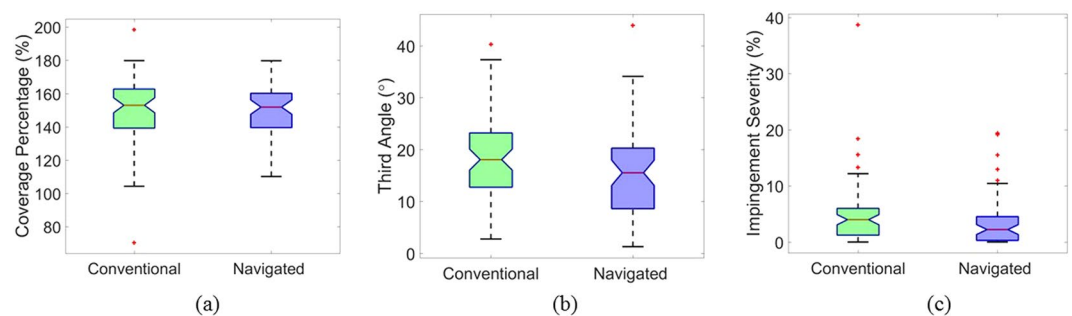 Coverage Percentage (%)
200
180
160
140
120
100
80
Conventional
Navigated
(a)
Third Angle (°)
40
30
20
10
0
Conventional
Navigated
(b)
Impingement Severity (%)
40
30
20
10
0
Conventional
Navigated
(c)